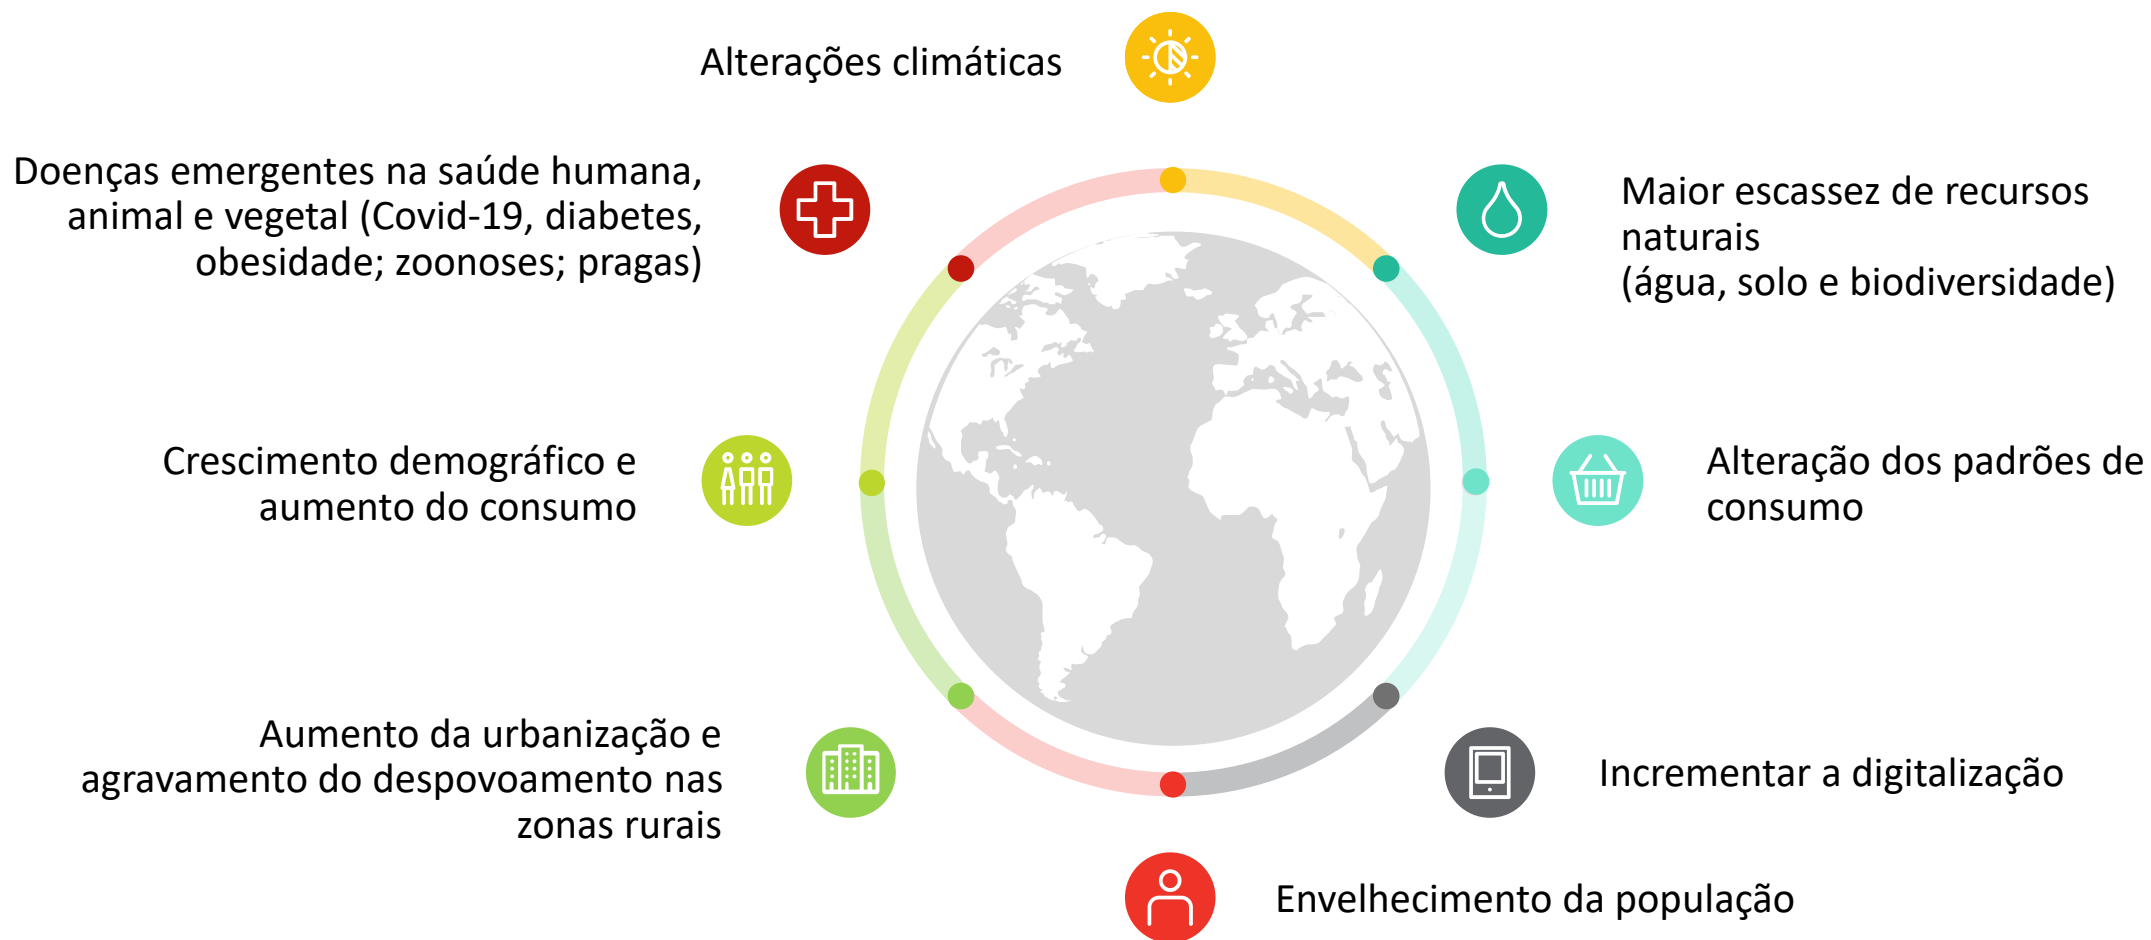 Alterações climáticas
Doenças emergentes na saúde humana,
animal e vegetal (Covid-19, diabetes,
obesidade; zoonoses; pragas)
Maior escassez de recursos
naturais
(água, solo e biodiversidade)
Crescimento demográfico e
aumento do consumo
Alteração dos padrões de
consumo
Aumento da urbanização e
agravamento do despovoamento nas
zonas rurais
Incrementar a digitalização
Envelhecimento da população